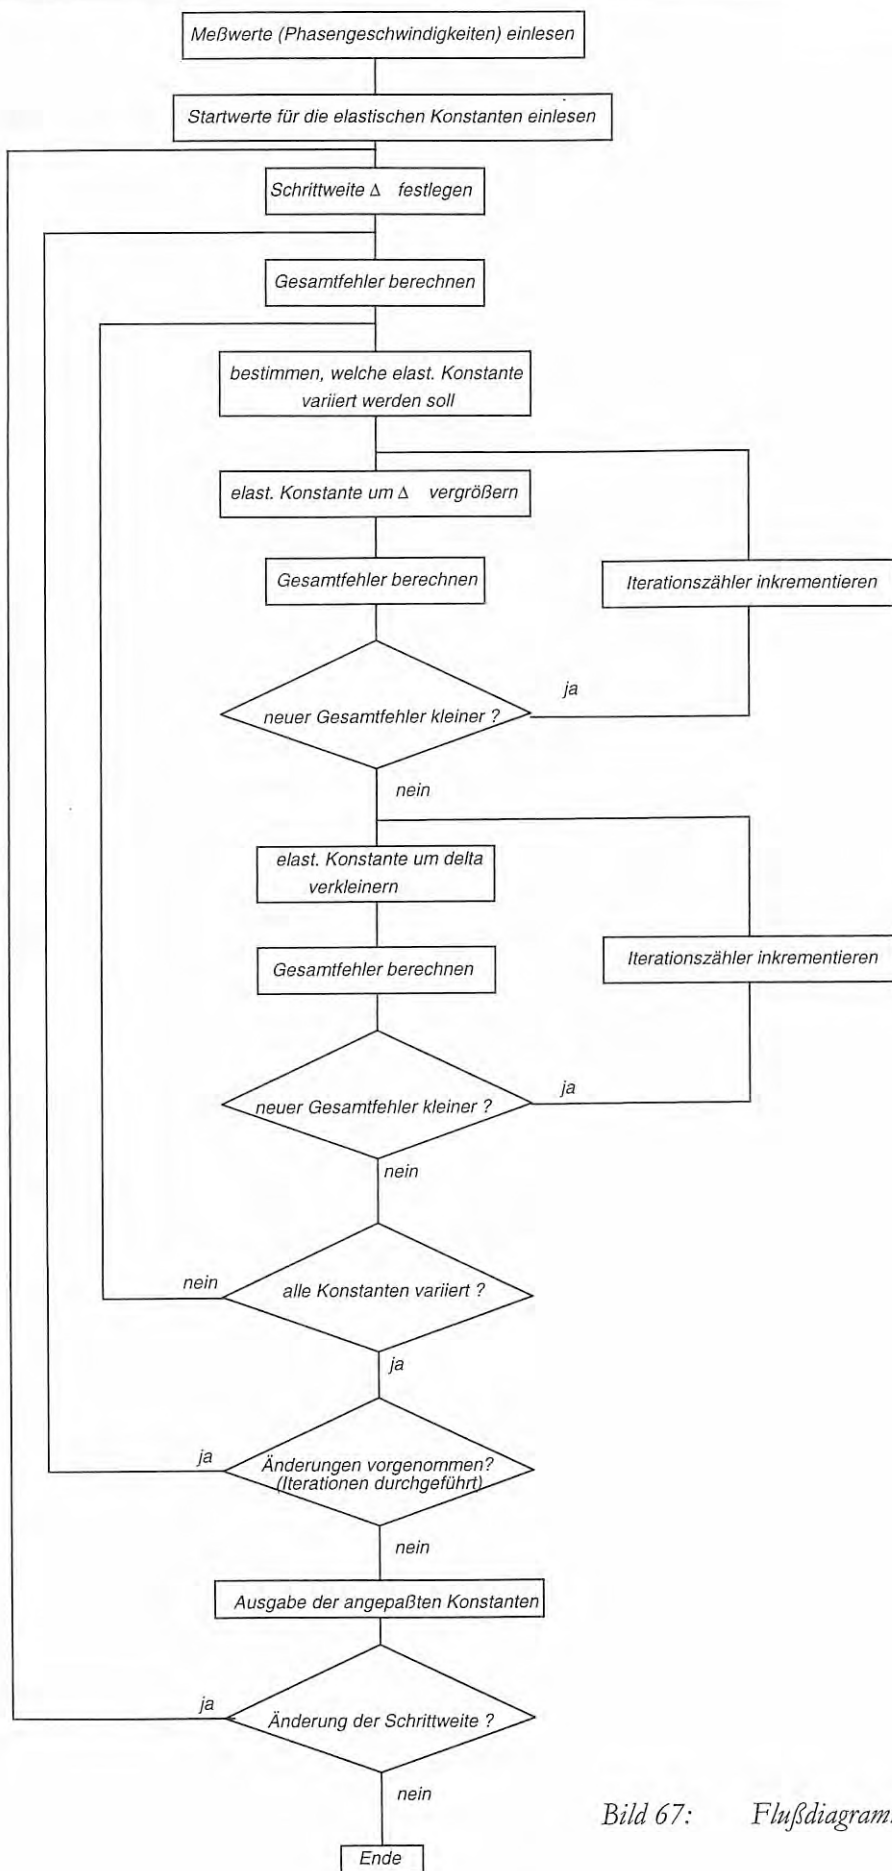 Meßwerte (Phasengeschwindigkeiten) einlesen
Startwerte für die elastischen Konstanten einlesen
Schrittweite Δ festlegen
Gesamtfehler berechnen
bestimmen, welche elast. Konstante
variiert werden soll
elast. Konstante um Δ vergrößern
Gesamtfehler berechnen
Iterationszähler inkrementieren
ja
neuer Gesamtfehler kleiner ?
nein
elast. Konstante um delta
verkleinern
Gesamtfehler berechnen
Iterationszähler inkrementieren
ja
neuer Gesamtfehler kleiner ?
nein
nein
alle Konstanten variiert ?
ja
ja
Änderungen vorgenommen?
(Iterationen durchgeführt)
nein
Ausgabe der angepaßten Konstanten
ja
Änderung der Schrittweite ?
nein
Bild 67: Flußdiagram
Ende